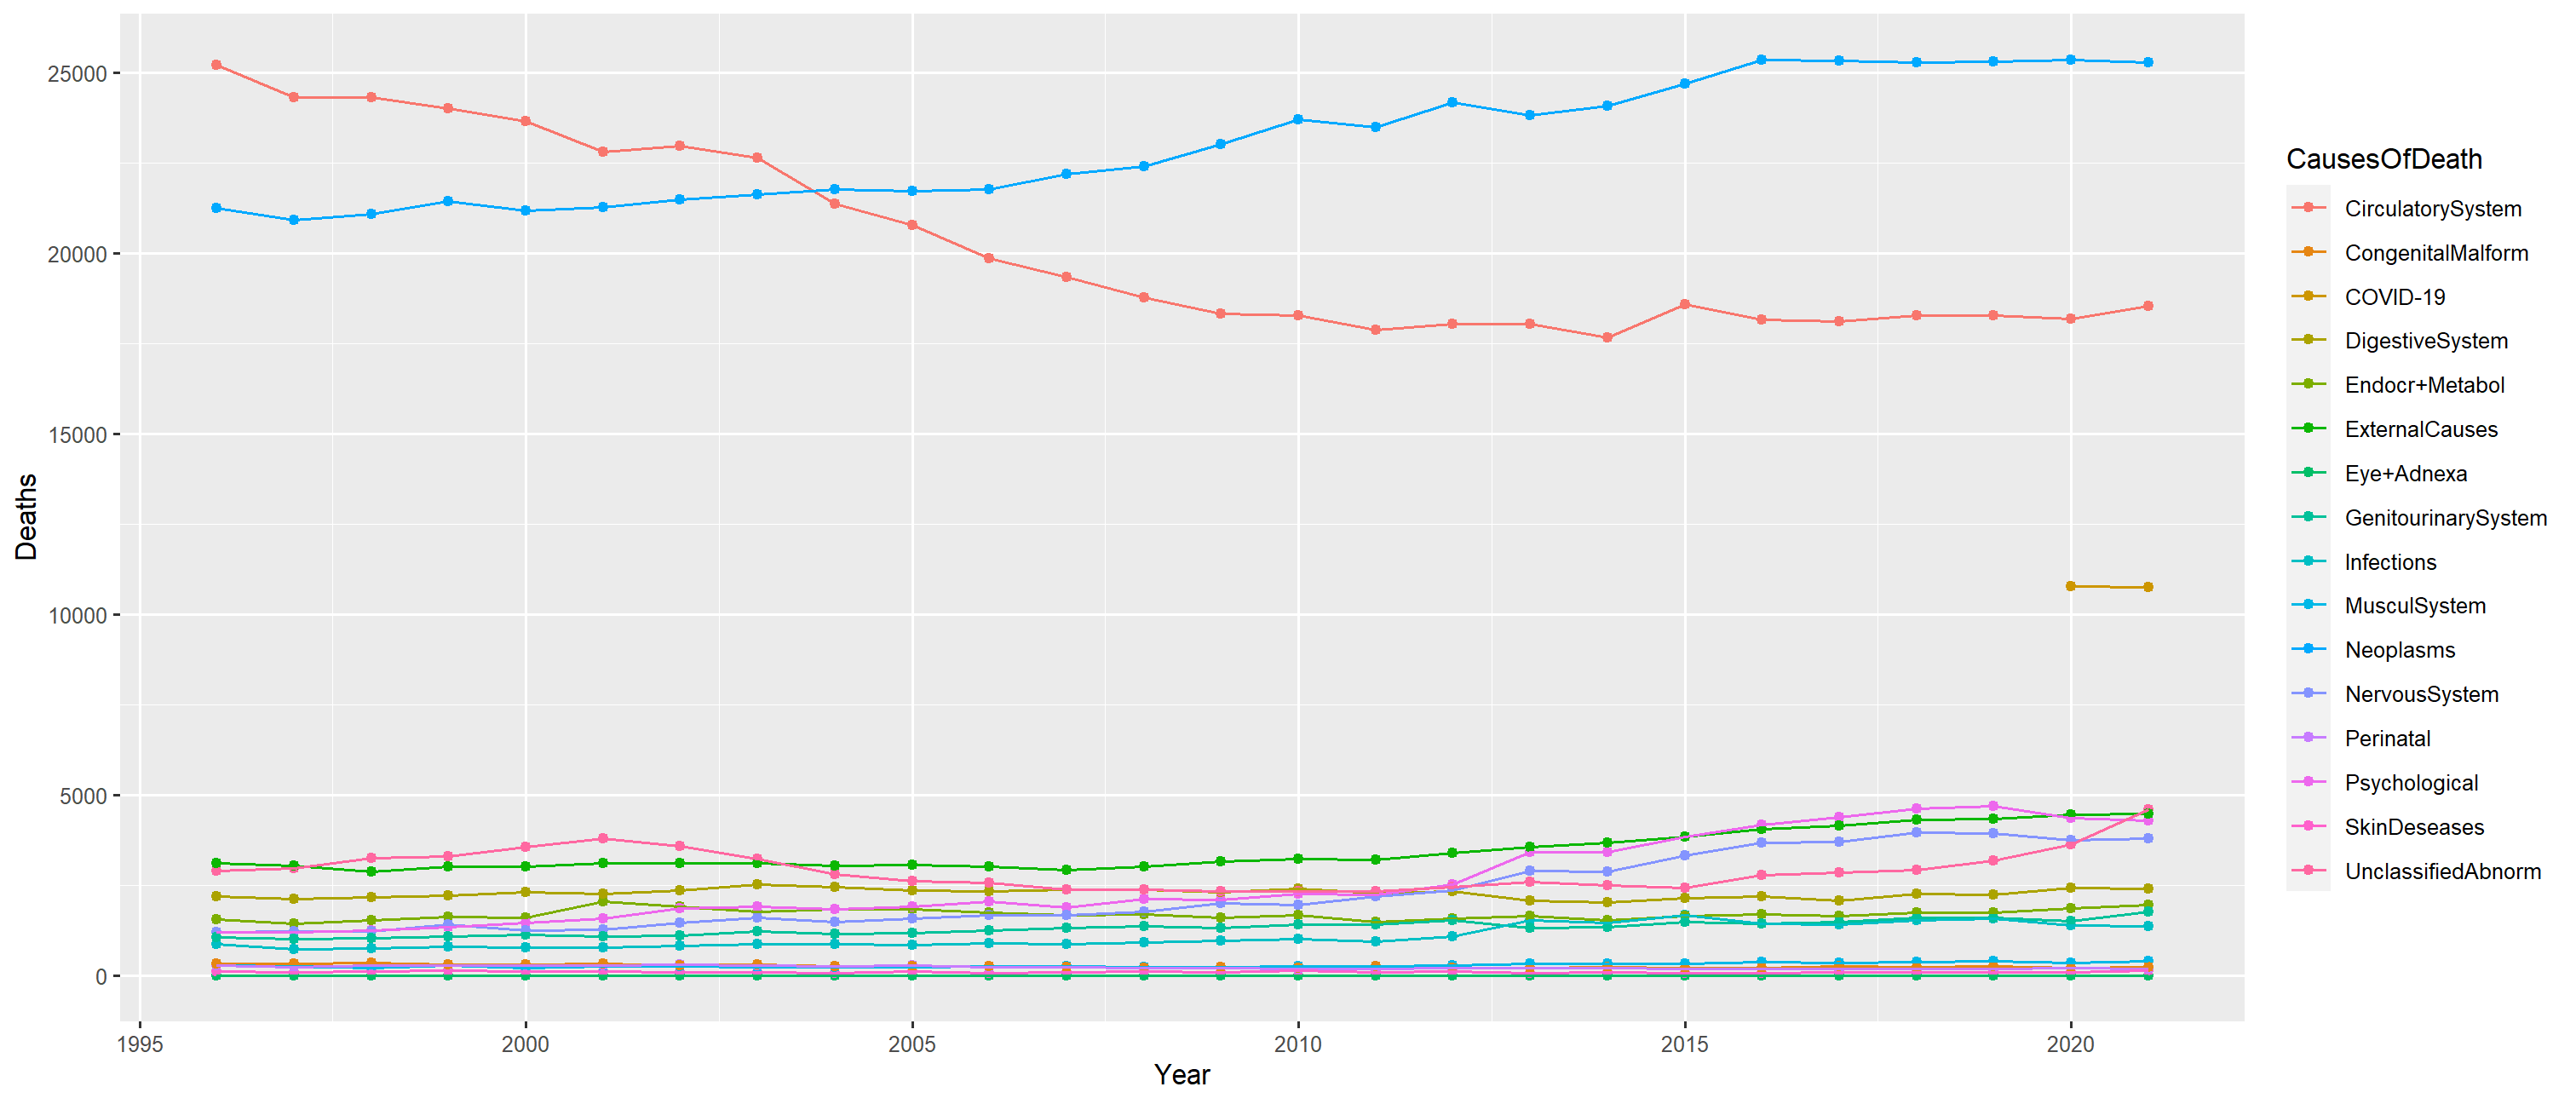 25000
20000
15000
10000
5000
0
Deaths
1995 2000 2005 2010 2015 2020
Year
CausesOfDeath
CirculatorySystem
CongenitalMalform
COVID-19
DigestiveSystem
Endocr+Metabol
ExternalCauses
Eye+Adnexa
GenitourinarySystem
Infections
MusculSystem
Neoplasms
NervousSystem
Perinatal
Psychological
SkinDeseases
UnclassifiedAbnorm